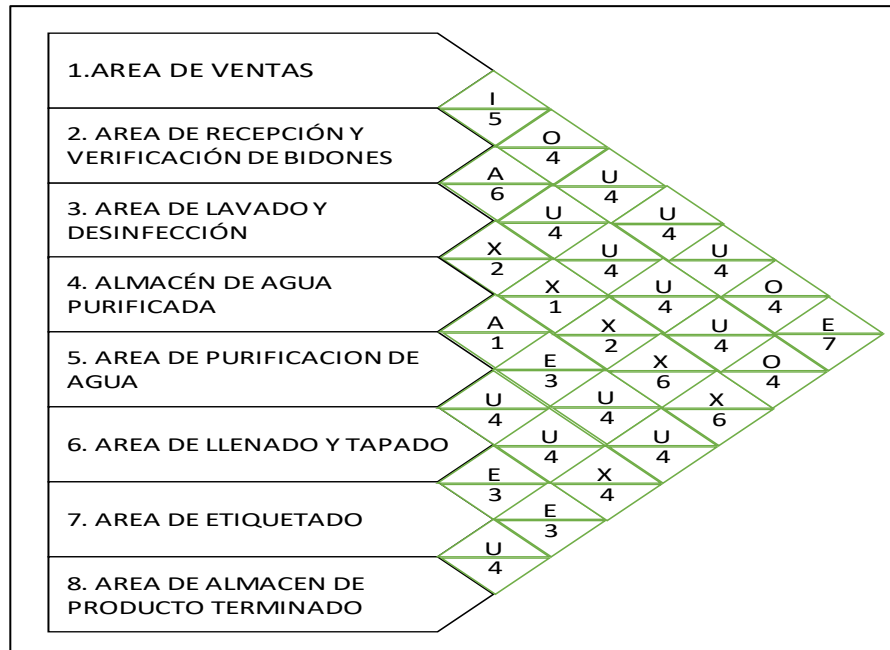 1.AREA DE VENTAS
2. AREA DE RECEPCIÓN Y
VERIFICACIÓN DE BIDONES
3. AREA DE LAVADO Y
DESINFECCIÓN
4. ALMACÉN DE AGUA
PURIFICADA
5. AREA DE PURIFICACION DE
AGUA
6. AREA DE LLENADO Y TAPADO
7. AREA DE ETIQUETADO
8. AREA DE ALMACEN DE
PRODUCTO TERMINADO
I
5
A
6
X
2
A
1
U
4
E
3
U
4
O
4
U
4
X
1
E
3
U
4
E
3
U
4
U
4
X
2
U
4
X
4
U
4
U
4
X
6
U
4
U
4
U
4
X
6
O
4
O
4
E
7